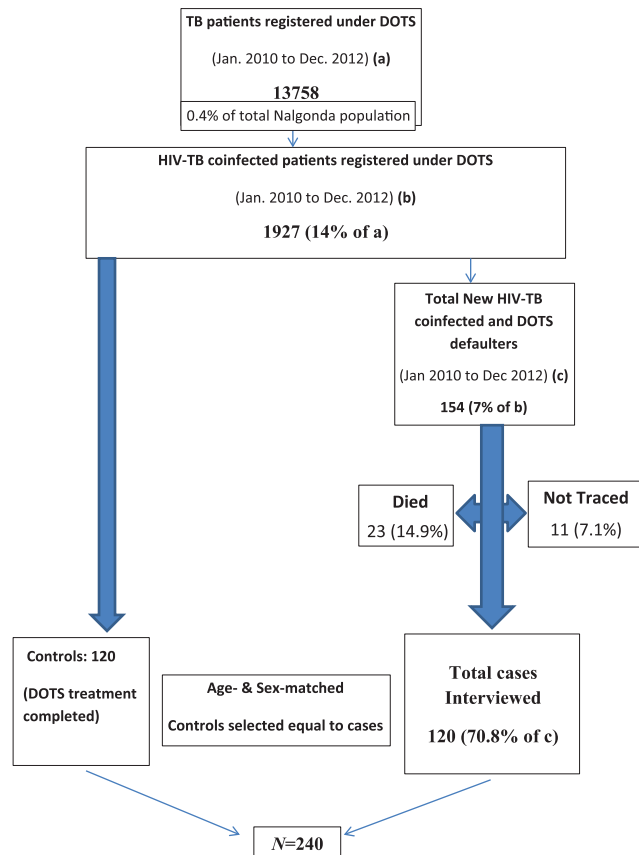 TB patients registered under DOTS
(Jan. 2010 to Dec. 2012) (a)
13758
0.4% of total Nalgonda population
HIV-TB coinfected patients registered under DOTS
(Jan. 2010 to Dec. 2012) (b)
1927 (14% of a)
Total New HIV-TB
coinfected and DOTS
defaulters
(Jan 2010 to Dec 2012) (c)
154 (7% of b)
Died
23 (14.9%)
Not Traced
11 (7.1%)
Controls: 120
(DOTS treatment
completed)
Age- & Sex-matched
Controls selected equal to cases
Total cases
Interviewed
120 (70.8% of c)
N=240